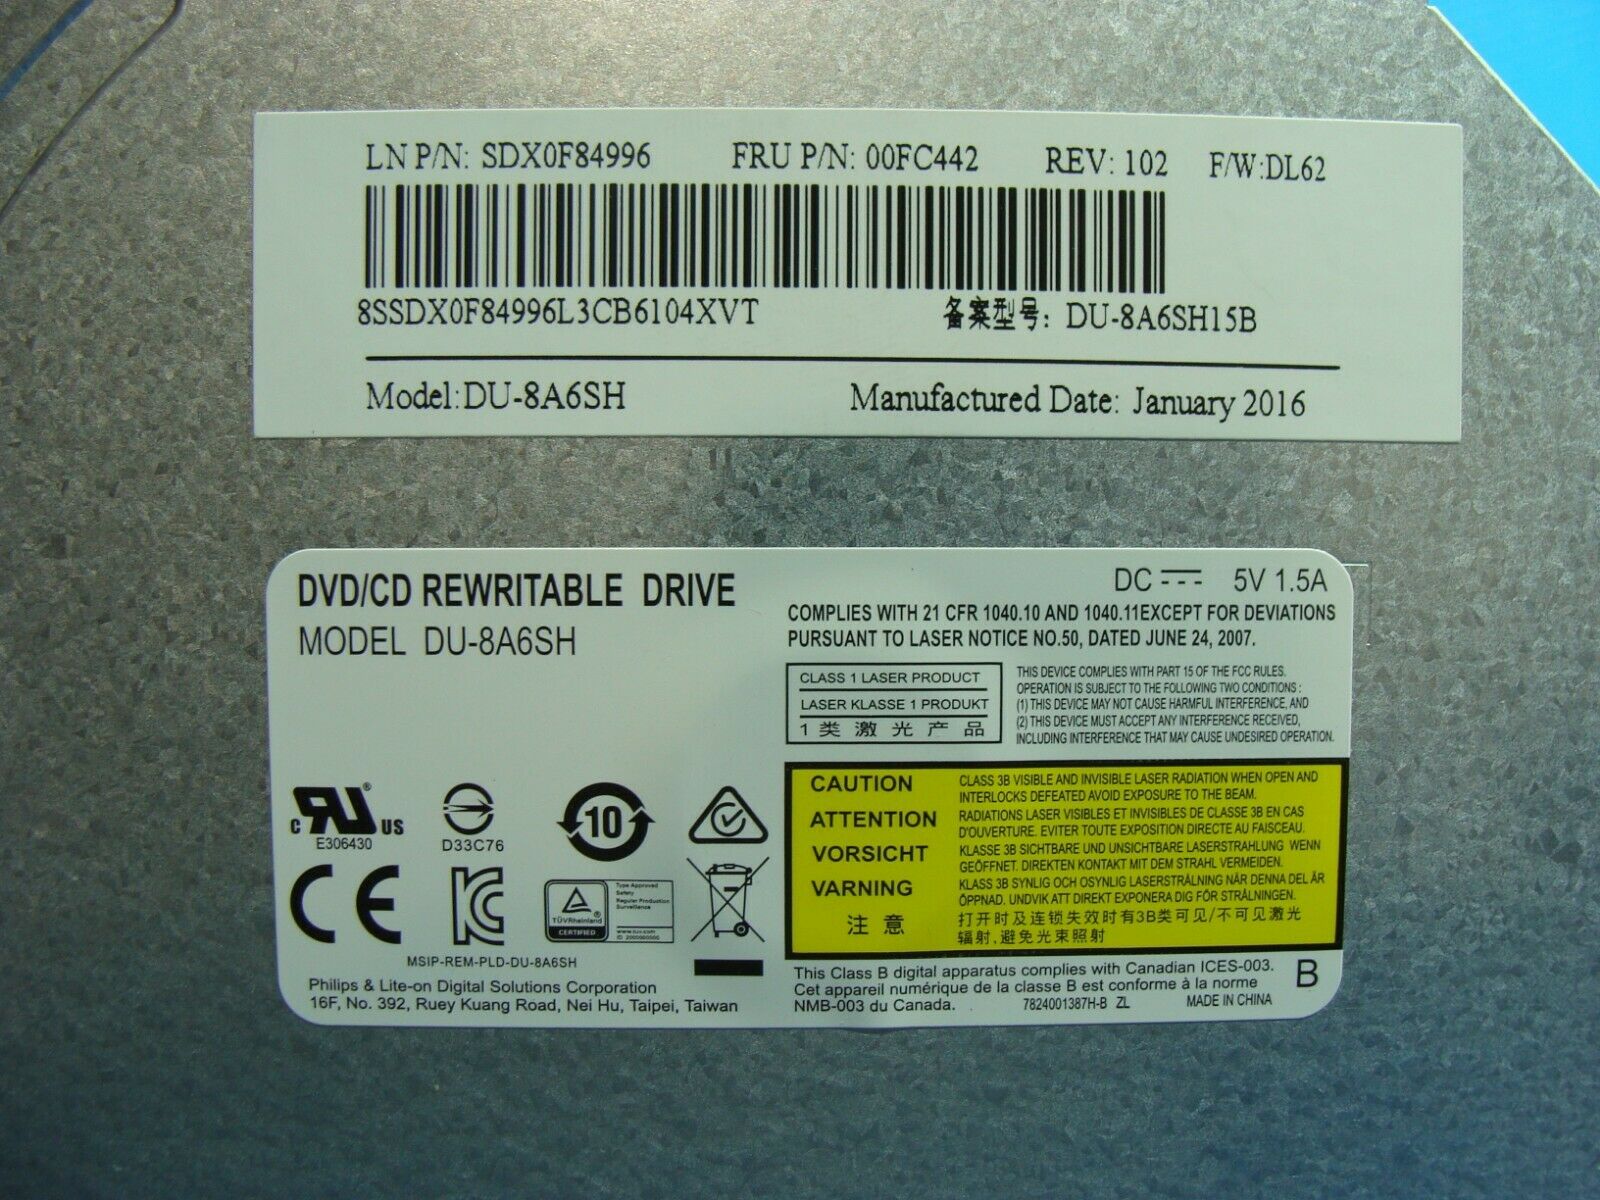 LN P/N: SDX0F84996 FRU P/N: 00FC442 REV: 102 F/W:DL62
8SSDX0F84996L3CB6104XVT 备案型号: DU-8A6SH15B
Model:DU-8A6SH Manufactured Date: January 2016
DVD/CD REWRITABLE DRIVE
MODEL DU-8A6SH
DC 5V 1.5A
COMPLIES WITH 21 CFR 1040.10 AND 1040.11EXCEPT FOR DEVIATIONS
PURSUANT TO LASER NOTICE NO.50, DATED JUNE 24, 2007.
CLASS 1 LASER PRODUCT
LASER KLASSE 1 PRODUKT
1 类 激 光 产 品
THIS DEVICE COMPLIES WITH PART 15 OF THE FCC RULES.
OPERATION IS SUBJECT TO THE FOLLOWING TWO CONDITIONS :
(1) THIS DEVICE MAY NOT CAUSE HARMFUL INTERFERENCE, AND
(2) THIS DEVICE MUST ACCEPT ANY INTERFERENCE RECEIVED,
INCLUDING INTERFERENCE THAT MAY CAUSE UNDESIRED OPERATION.
CAUTION CLASS 3B VISIBLE AND INVISIBLE LASER RADIATION WHEN OPEN AND
INTERLOCKS DEFEATED AVOID EXPOSURE TO THE BEAM.
ATTENTION RADIATIONS LASER VISIBLES ET INVISIBLES DE CLASSE 3B EN CAS
D'OUVERTURE. EVITER TOUTE EXPOSITION DIRECTE AU FAISCEAU.
VORSICHT KLASSE 3B SICHTBARE UND UNSICHTBARE LASERSTRAHLUNG WENN
GEÖFFNET. DIREKTEN KONTAKT MIT DEM STRAHL VERMEIDEN.
VARNING KLASS 3B SYNLIG OCH OSYNLIG LASERSTRÅLNING NÄR DENNA DEL ÄR
ÖPPNAD. UNDVIK ATT DIREKT EXPONERA DIG FÖR STRÅLNINGEN.
注 意 打开时及连锁失效时有3B类可见/不可见激光
辐射,避免光束照射
c RU ® US
E306430
D33C76
10
CE
TÜVRheinland ®
CERTIFIED
Type Approved
Safety
Regular Production
Surveillance
www.tuv.com
MSIP-REM-PLD-DU-8A6SH
Philips & Lite-on Digital Solutions Corporation
16F, No. 392, Ruey Kuang Road, Nei Hu, Taipei, Taiwan
This Class B digital apparatus complies with Canadian ICES-003. B
Cet appareil numérique de la classe B est conforme à la norme
NMB-003 du Canada. 7824001387H-B ZL MADE IN CHINA